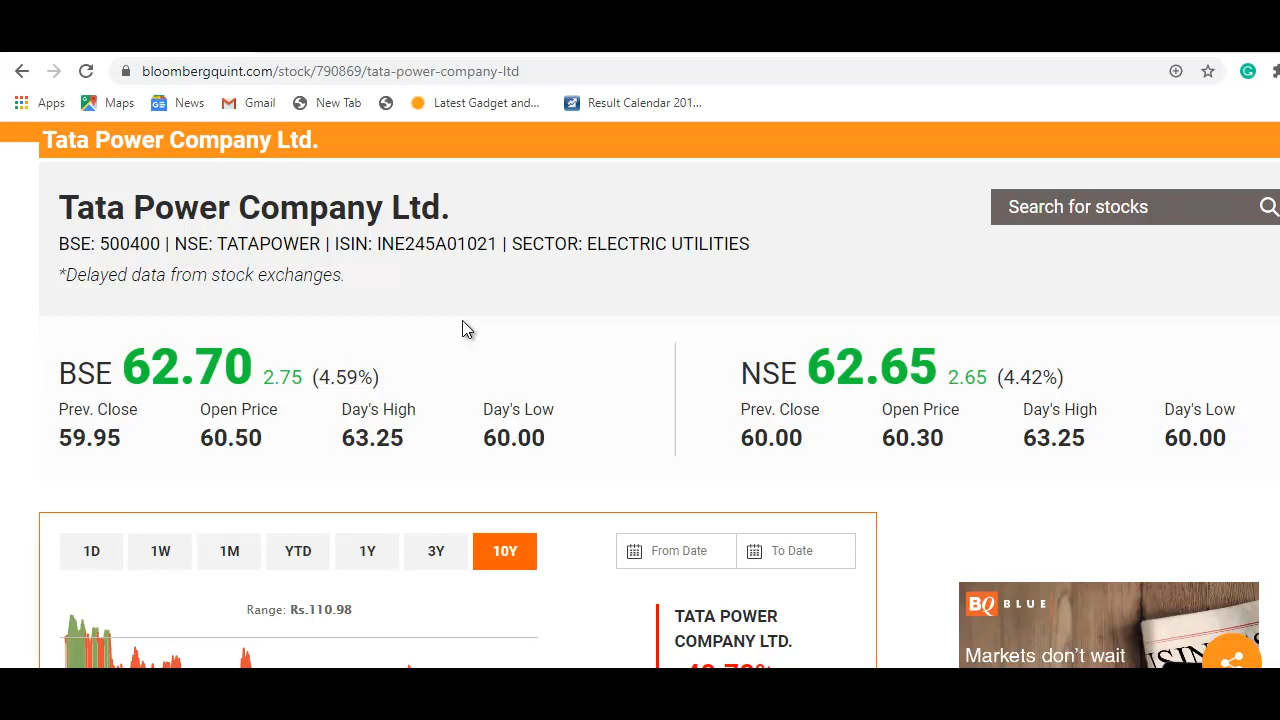 bloombergquint.com/stock/790869/tata-power-company-ltd
Apps Maps News Gmail New Tab Latest Gadget and... Result Calendar 201...
Tata Power Company Ltd.
Tata Power Company Ltd.
Search for stocks
BSE: 500400 | NSE: TATAPOWER | ISIN: INE245A01021 | SECTOR: ELECTRIC UTILITIES
*Delayed data from stock exchanges.
BSE 62.70 2.75 (4.59%)
Prev. Close Open Price Day's High Day's Low
59.95 60.50 63.25 60.00
NSE 62.65 2.65 (4.42%)
Prev. Close Open Price Day's High Day's Low
60.00 60.30 63.25 60.00
1D 1W 1M YTD 1Y 3Y 10Y
From Date To Date
Range: Rs.110.98
TATA POWER
COMPANY LTD.
BQ BLUE
Markets don't wait